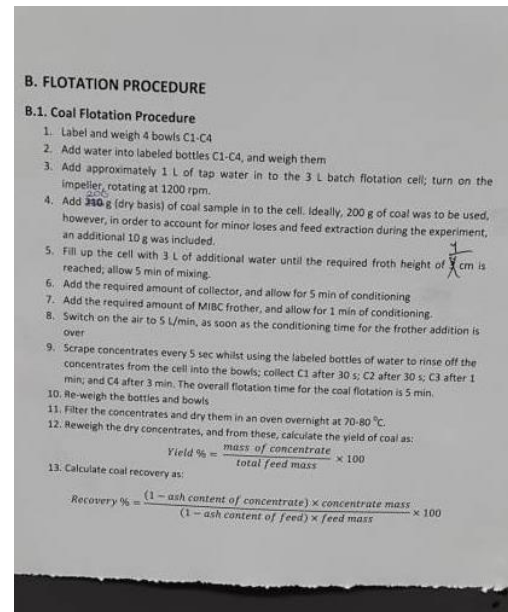 B. FLOTATION PROCEDURE
B.1. Coal Flotation Procedure
1. Label and weigh 4 bowls C1-C4
2. Add water into labeled bottles C1-C4, and weigh them
3. Add approximately 1 L of tap water in to the 3 L batch flotation cell; turn on the
impeller, rotating at 1200 rpm.
200
4. Add g (dry basis) of coal sample in to the cell. Ideally, 200 g of coal was to be used,
however, in order to account for minor loses and feed extraction during the experiment,
an additional 10 g was included.
5. Fill up the cell with 3 L of additional water until the required froth height of cm is
reached; allow 5 min of mixing.
6. Add the required amount of collector, and allow for 5 min of conditioning
7. Add the required amount of MIBC frother, and allow for 1 min of conditioning.
8. Switch on the air to 5 L/min, as soon as the conditioning time for the frother addition is
over
9. Scrape concentrates every 5 sec whilst using the labeled bottles of water to rinse off the
concentrates from the cell into the bowls; collect C1 after 30 s; C2 after 30 s; C3 after 1
min; and C4 after 3 min. The overall flotation time for the coal flotation is 5 min.
10. Re-weigh the bottles and bowls
11. Filter the concentrates and dry them in an oven overnight at 70-80 °C.
12. Reweigh the dry concentrates, and from these, calculate the yield of coal as:
Yield % = mass of concentrate / total feed mass × 100
13. Calculate coal recovery as:
Recovery % = (1 − ash content of concentrate) × concentrate mass / (1 − ash content of feed) × feed mass × 100